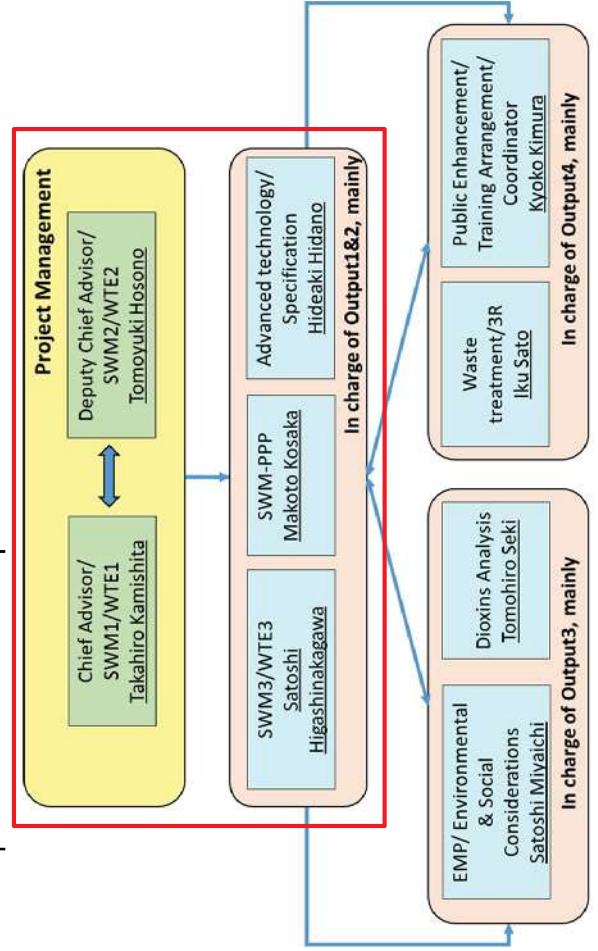 Project Management
Chief Advisor/
SWM1/WTE1
Takahiro Kamishita
Deputy Chief Advisor/
SWM2/WTE2
Tomoyuki Hosono
SWM3/WTE3
Satoshi
Higashinakagawa
SWM-PPP
Makoto Kosaka
Advanced technology/
Specification
Hideaki Hidano
In charge of Output1&2, mainly
EMP/ Environmental
& Social
Considerations
Satoshi Miyaichi
Dioxins Analysis
Tomohiro Seki
In charge of Output3, mainly
Waste
treatment/3R
Iku Sato
Public Enhancement/
Training Arrangement/
Coordinator
Kyoko Kimura
In charge of Output4, mainly